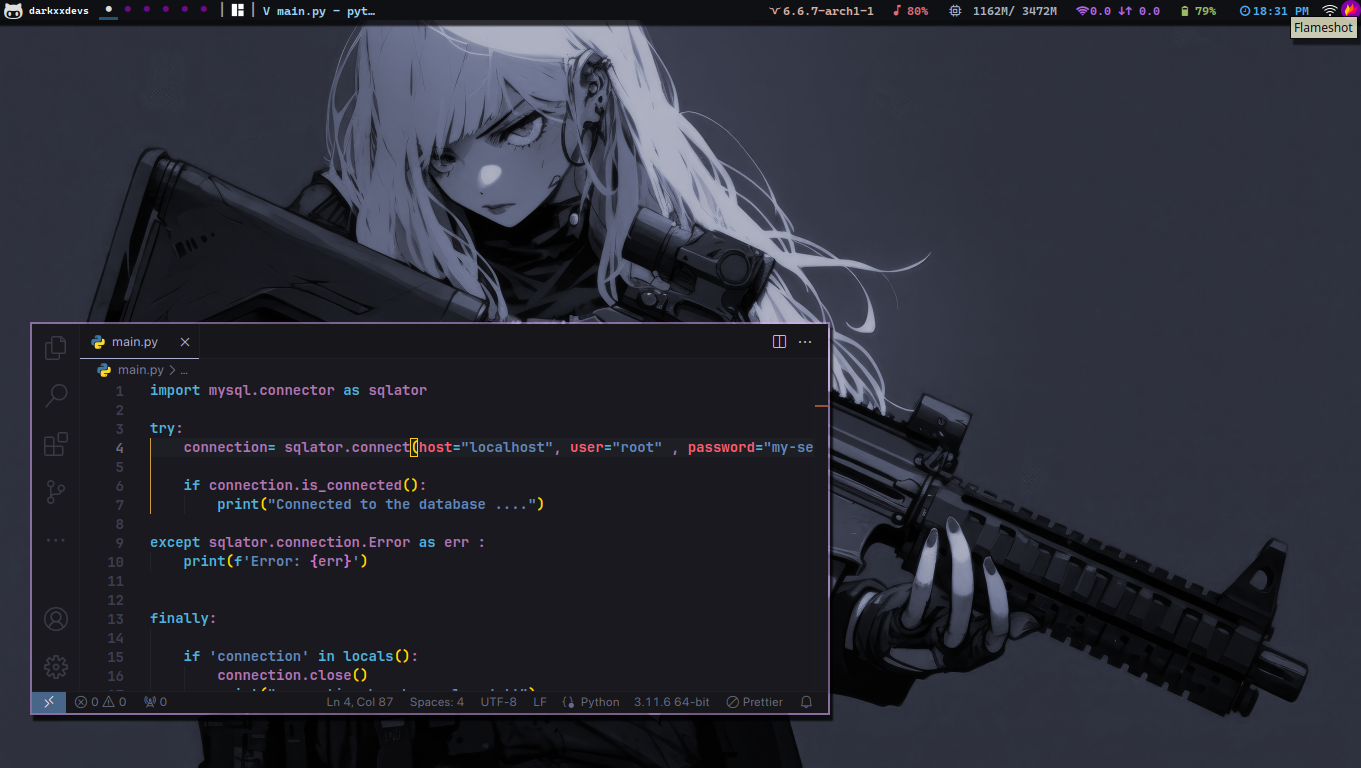 darkxxdevs V main.py - pyt… 6.6.7-arch1-1 80% 1162M/ 3472M 0.0 ↓↑ 0.0 79% 18:31 PM
Flameshot
main.py
main.py > …
1 import mysql.connector as sqlator
2
3 try:
4 connection= sqlator.connect(host="localhost", user="root" , password="my-se
5
6 if connection.is_connected():
7 print("Connected to the database ....")
8
9 except sqlator.connection.Error as err :
10 print(f'Error: {err}')
11
12
13 finally:
14
15 if 'connection' in locals():
16 connection.close()
0 0 0 Ln 4, Col 87 Spaces: 4 UTF-8 LF Python 3.11.6 64-bit Prettier